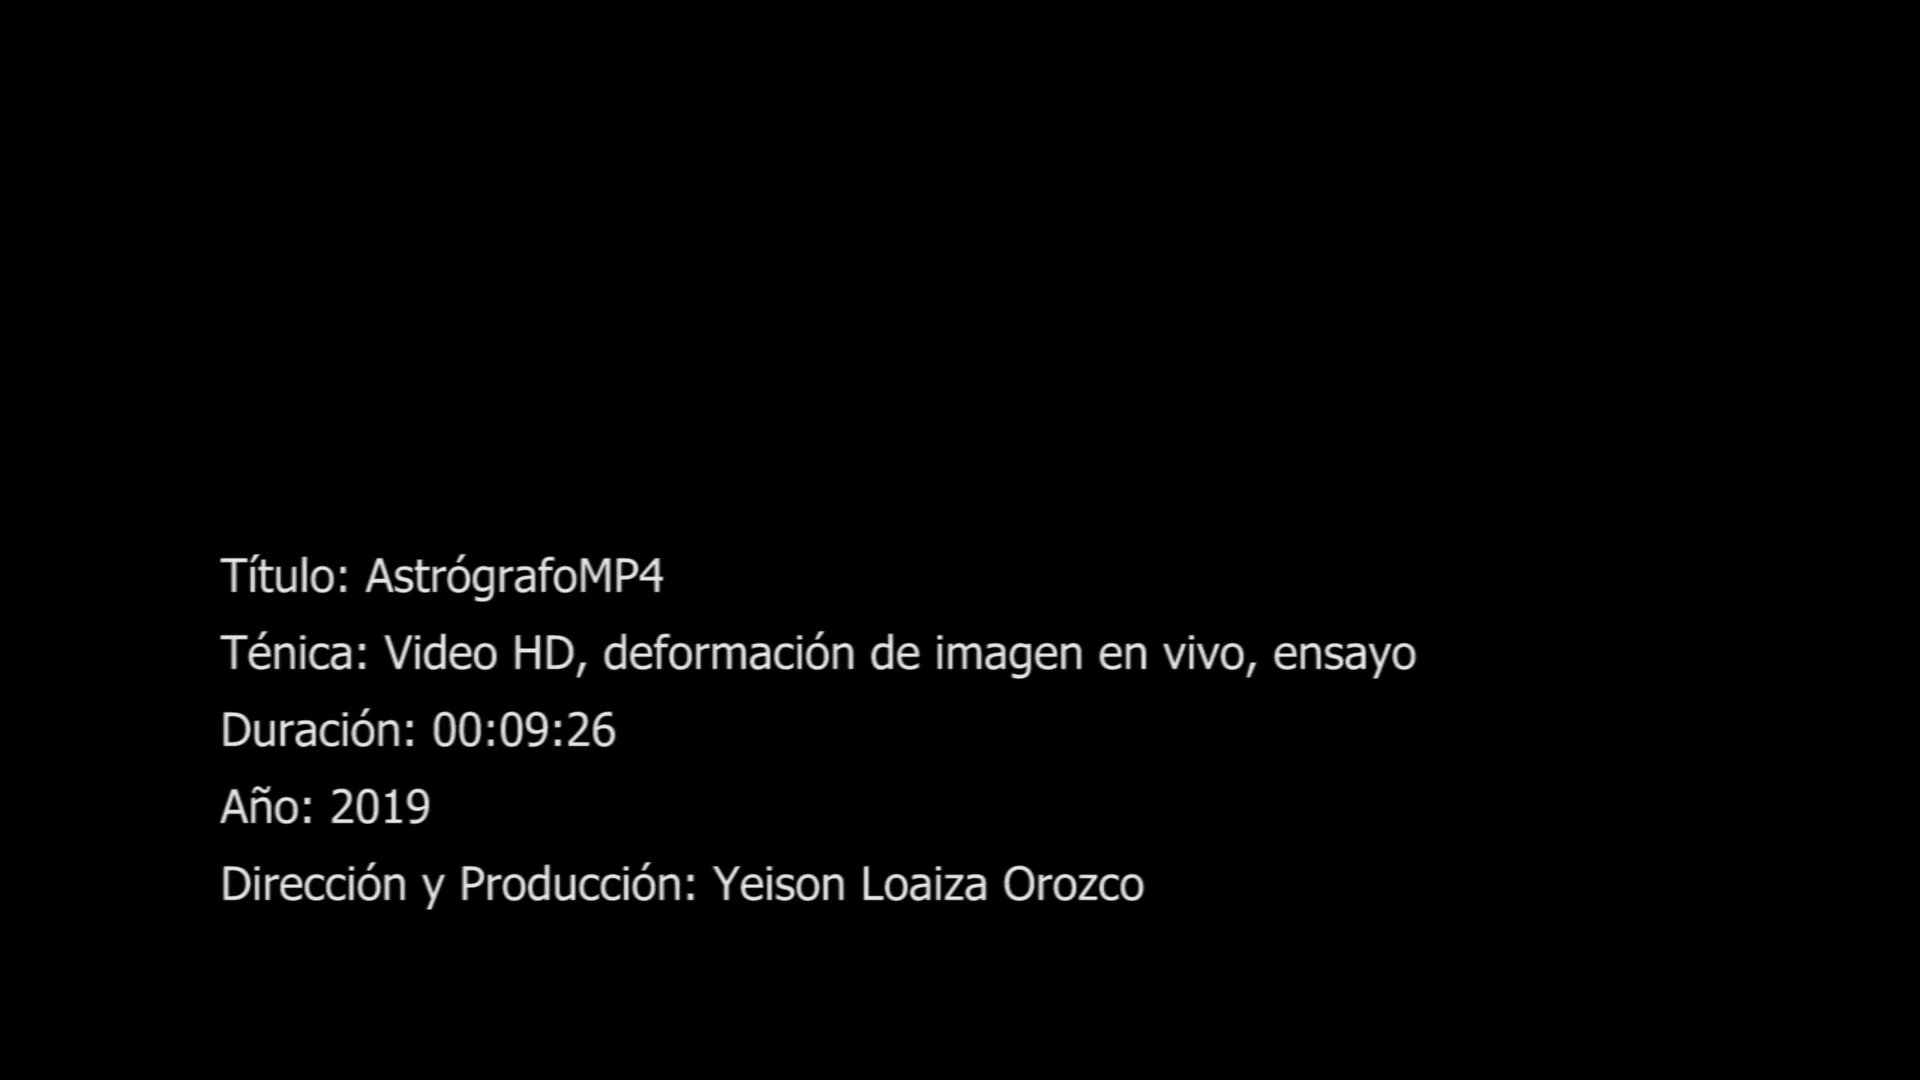 Título: AstrógrafoMP4
Ténica: Video HD, deformación de imagen en vivo, ensayo
Duración: 00:09:26
Año: 2019
Dirección y Producción: Yeison Loaiza Orozco